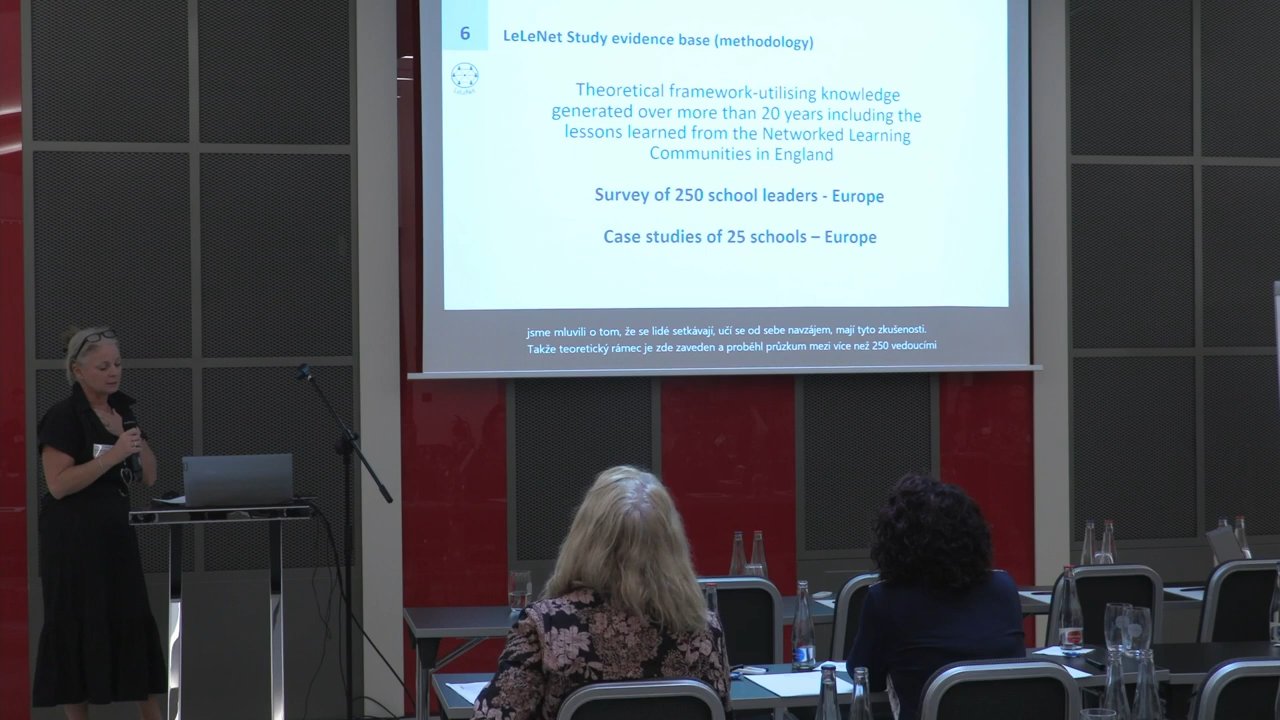 6
LeLeNet Study evidence base (methodology)
LeLeNet
Theoretical framework-utilising knowledge
generated over more than 20 years including the
lessons learned from the Networked Learning
Communities in England
Survey of 250 school leaders - Europe
Case studies of 25 schools – Europe
jsme mluvili o tom, že se lidé setkávají, učí se od sebe navzájem, mají tyto zkušenosti.
Takže teoretický rámec je zde zaveden a proběhl průzkum mezi více než 250 vedoucími